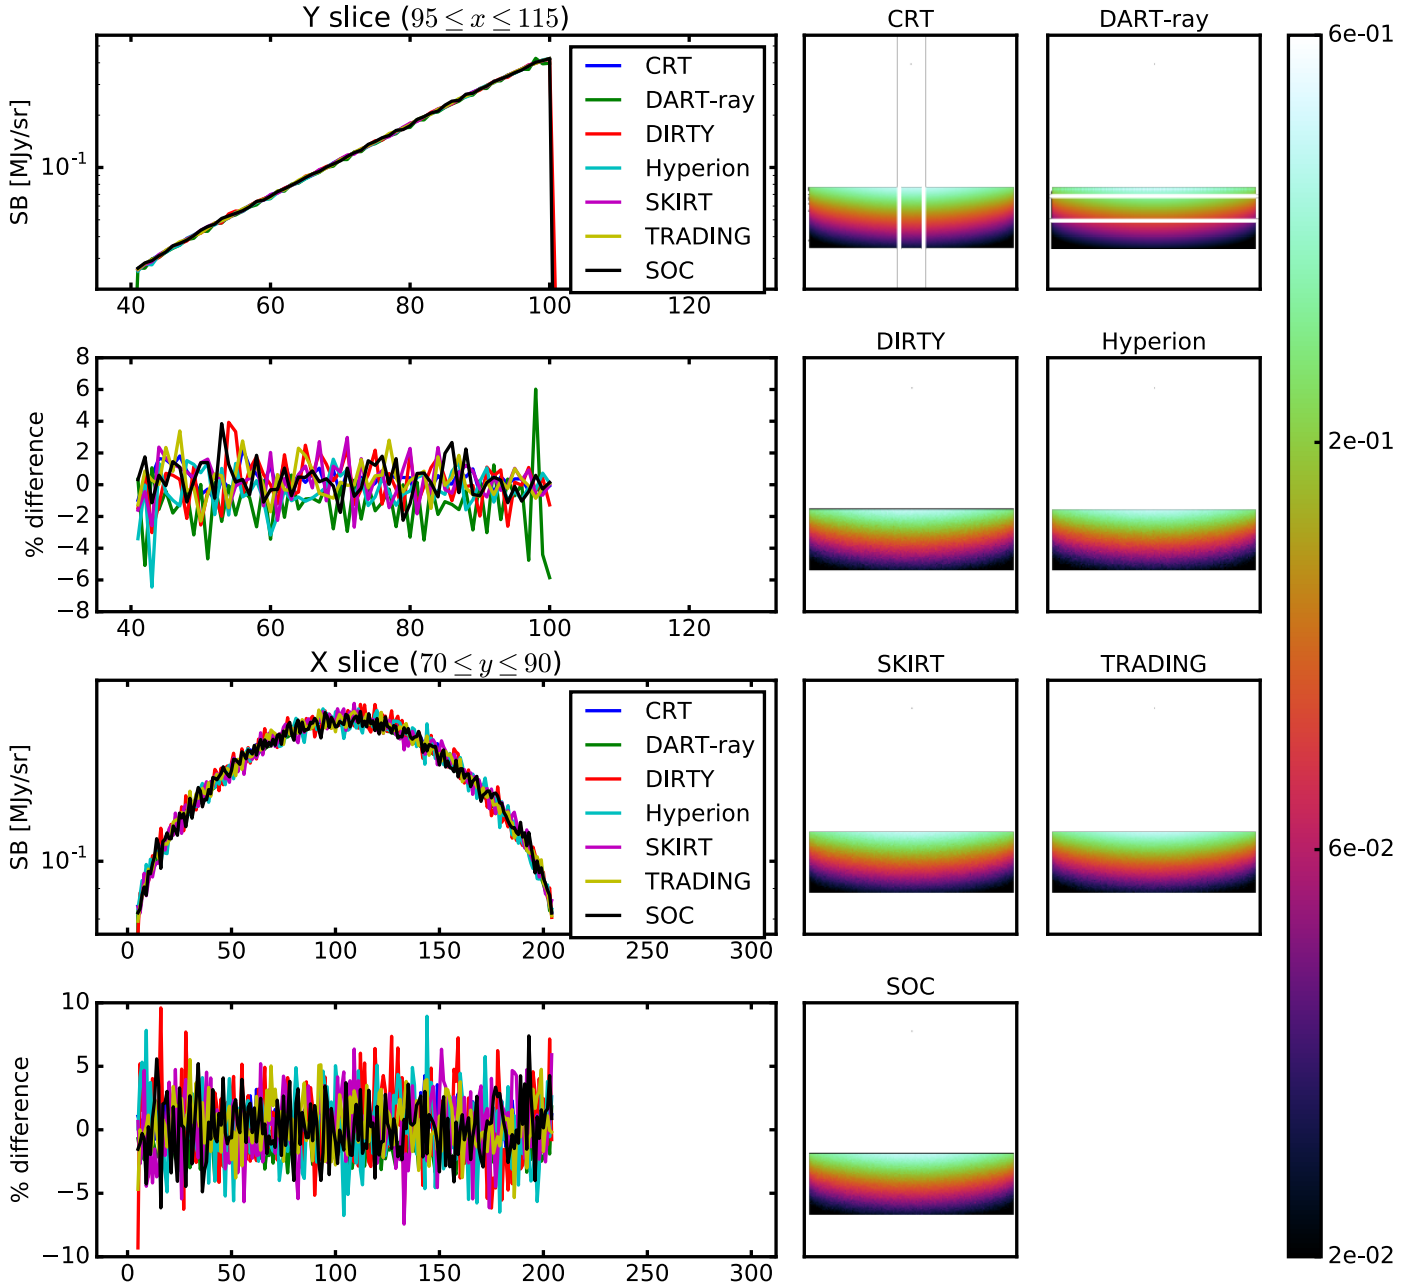 Y slice (95 ≤ x ≤ 115)
SB [MJy/sr]
10⁻¹
CRT
DART-ray
DIRTY
Hyperion
SKIRT
TRADING
SOC
40 60 80 100 120
% difference
8
6
4
2
0
−2
−4
−6
−8
40 60 80 100 120
X slice (70 ≤ y ≤ 90)
SB [MJy/sr]
10⁻¹
CRT
DART-ray
DIRTY
Hyperion
SKIRT
TRADING
SOC
0 50 100 150 200 250 300
% difference
10
5
0
−5
−10
0 50 100 150 200 250 300
CRT
DART-ray
DIRTY
Hyperion
SKIRT
TRADING
SOC
6e-01
2e-01
6e-02
2e-02